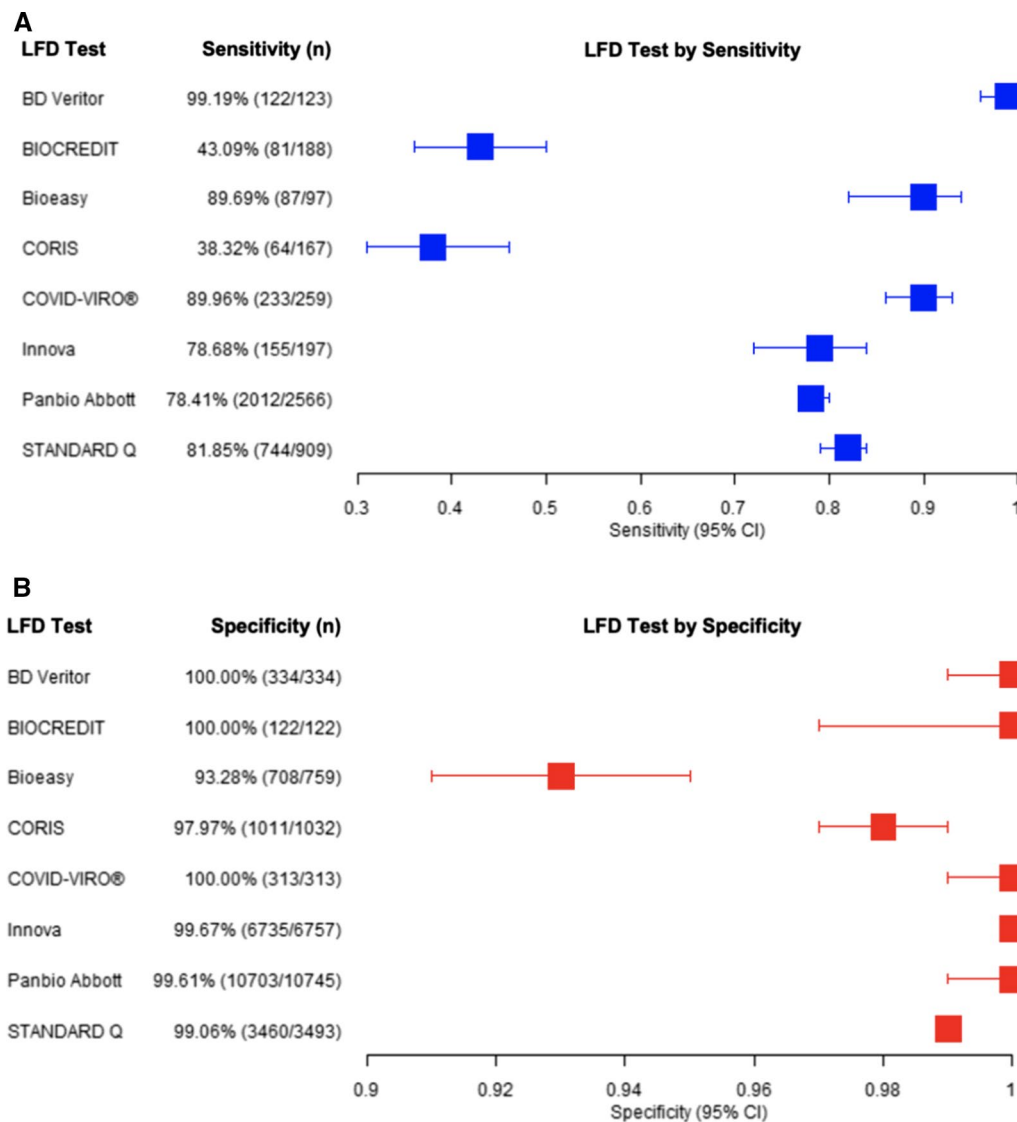 A
LFD Test Sensitivity (n) LFD Test by Sensitivity
BD Veritor 99.19% (122/123)
BIOCREDIT 43.09% (81/188)
Bioeasy 89.69% (87/97)
CORIS 38.32% (64/167)
COVID-VIRO® 89.96% (233/259)
Innova 78.68% (155/197)
Panbio Abbott 78.41% (2012/2566)
STANDARD Q 81.85% (744/909)
0.3 0.4 0.5 0.6 0.7 0.8 0.9 1
Sensitivity (95% CI)
B
LFD Test Specificity (n) LFD Test by Specificity
BD Veritor 100.00% (334/334)
BIOCREDIT 100.00% (122/122)
Bioeasy 93.28% (708/759)
CORIS 97.97% (1011/1032)
COVID-VIRO® 100.00% (313/313)
Innova 99.67% (6735/6757)
Panbio Abbott 99.61% (10703/10745)
STANDARD Q 99.06% (3460/3493)
0.9 0.92 0.94 0.96 0.98 1
Specificity (95% CI)